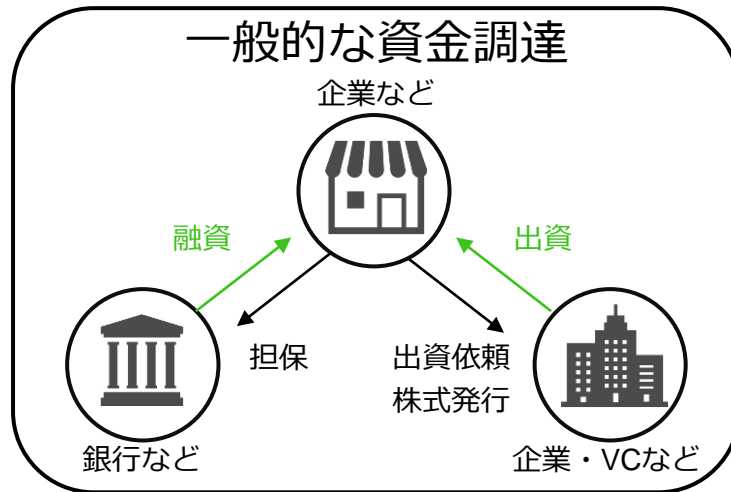 一般的な資金調達
企業など
融資
出資
担保
出資依頼
株式発行
銀行など
企業・VCなど